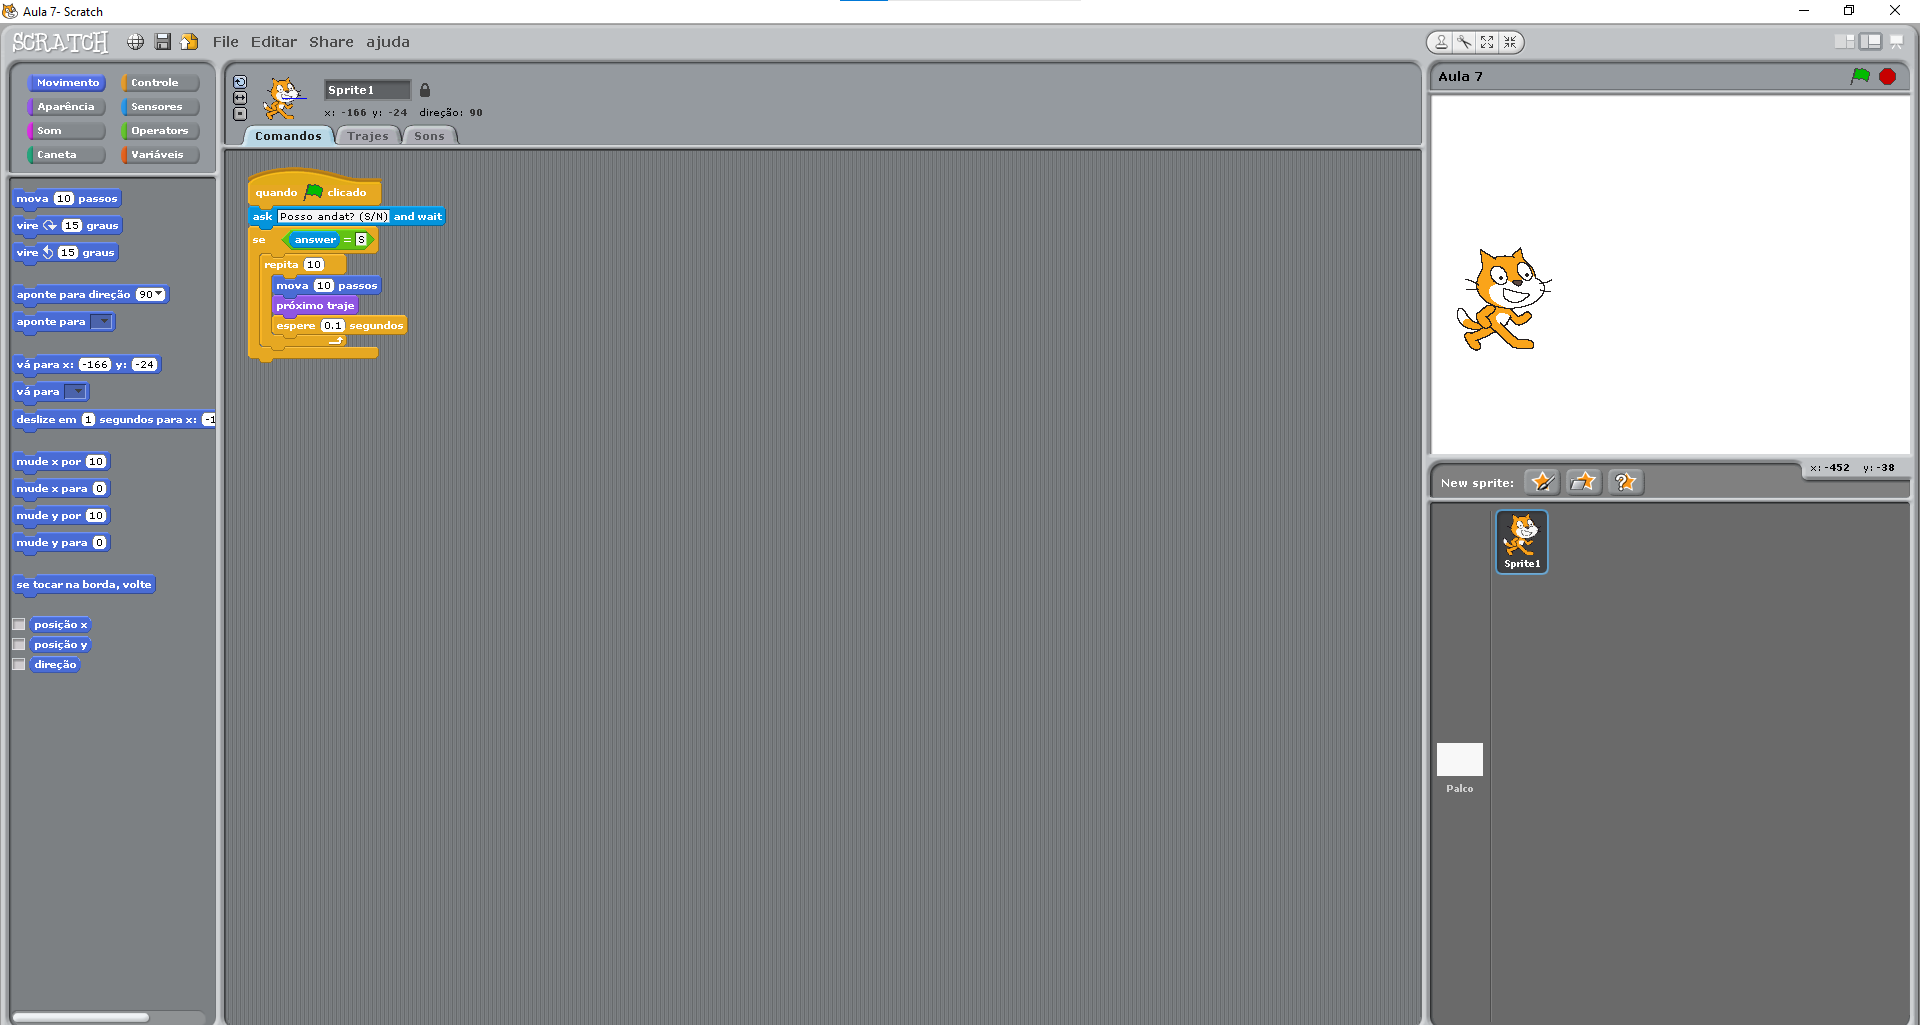 Aula 7- Scratch
SCRATCH File Editar Share ajuda
Movimento Controle
Aparência Sensores
Som Operators
Caneta Variáveis
mova 10 passos
vire 15 graus
vire 15 graus
aponte para direção 90
aponte para
vá para x: -166 y: -24
vá para
deslize em 1 segundos para x: -1
mude x por 10
mude x para 0
mude y por 10
mude y para 0
se tocar na borda, volte
posição x
posição y
direção
Sprite1
x: -166 y: -24 direção: 90
Comandos Trajes Sons
quando clicado
ask Posso andat? (S/N) and wait
se answer = S
repita 10
mova 10 passos
próximo traje
espere 0.1 segundos
Aula 7
x: -452 y: -38
New sprite:
Sprite1
Palco